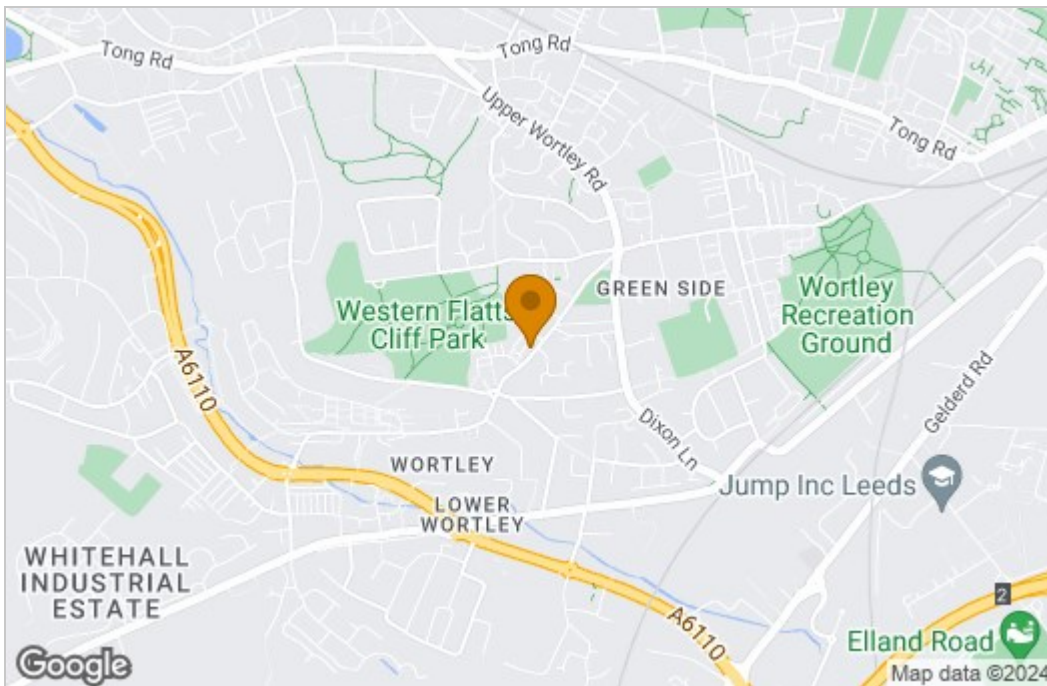 Tong Rd
Tong Rd
Upper Wortley Rd
Tong Rd
GREEN SIDE
Western Flatts
Cliff Park
Wortley
Recreation
Ground
A6110
Gelderd Rd
Dixon Ln
WORTLEY
Jump Inc Leeds
LOWER
WORTLEY
WHITEHALL
INDUSTRIAL
ESTATE
2
A6110
Elland Road
Google
Map data ©2024